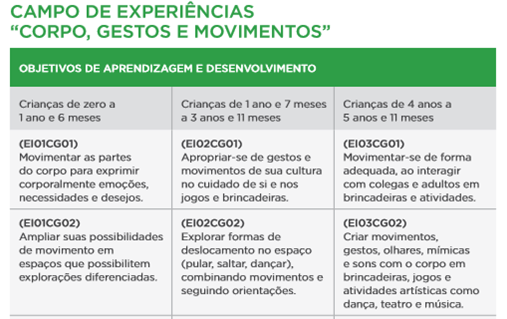 CAMPO DE EXPERIÊNCIAS
“CORPO, GESTOS E MOVIMENTOS”
OBJETIVOS DE APRENDIZAGEM E DESENVOLVIMENTO
Crianças de zero a
1 ano e 6 meses
Crianças de 1 ano e 7 meses
a 3 anos e 11 meses
Crianças de 4 anos a
5 anos e 11 meses
(EI01CG01)
Movimentar as partes
do corpo para exprimir
corporalmente emoções,
necessidades e desejos.
(EI02CG01)
Apropriar-se de gestos e
movimentos de sua cultura
no cuidado de si e nos
jogos e brincadeiras.
(EI03CG01)
Movimentar-se de forma
adequada, ao interagir
com colegas e adultos em
brincadeiras e atividades.
(EI01CG02)
Ampliar suas possibilidades
de movimento em
espaços que possibilitem
explorações diferenciadas.
(EI02CG02)
Explorar formas de
deslocamento no espaço
(pular, saltar, dançar),
combinando movimentos e
seguindo orientações.
(EI03CG02)
Criar movimentos,
gestos, olhares, mímicas
e sons com o corpo em
brincadeiras, jogos e
atividades artísticas como
dança, teatro e música.